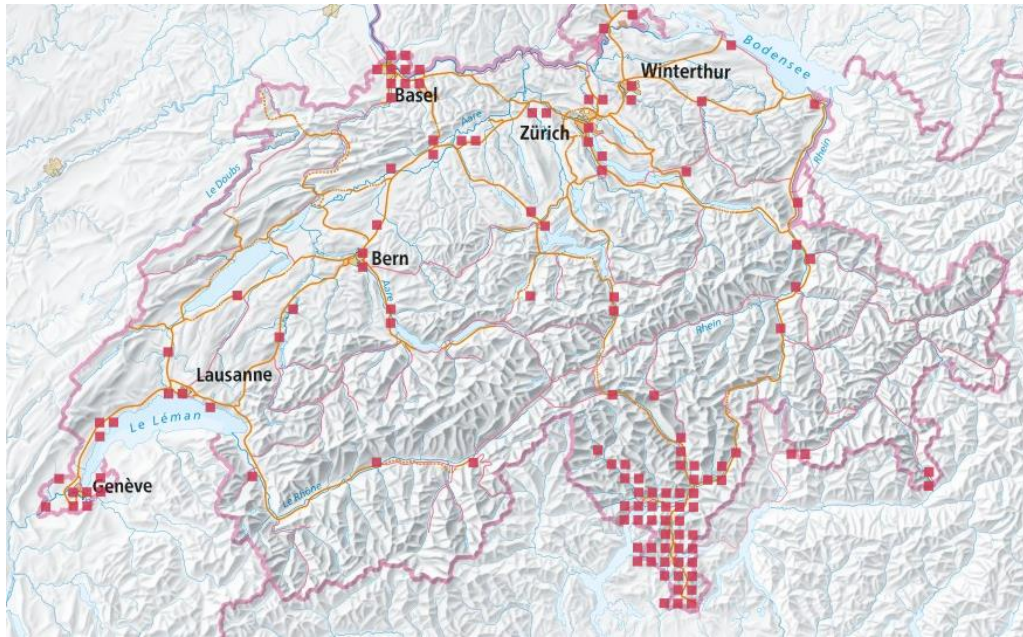 Bodensee
Winterthur
Basel
Aare
Zürich
Rhein
Le Doubs
Bern
Aare
Rhein
Lausanne
Le Léman
Genève
Le Rhône